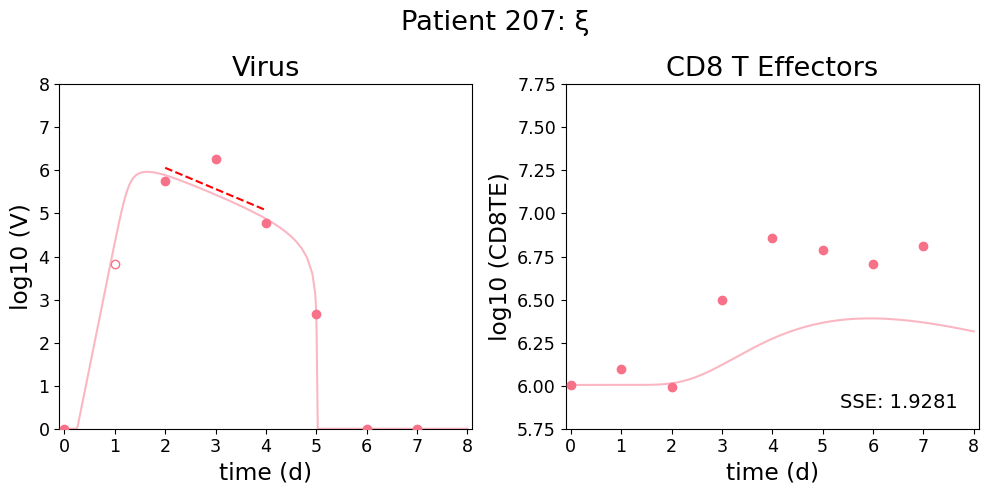 Patient 207: ξ
Virus
CD8 T Effectors
log10 (V)
8
7
6
5
4
3
2
1
0
0 1 2 3 4 5 6 7 8
time (d)
log10 (CD8TE)
7.75
7.50
7.25
7.00
6.75
6.50
6.25
6.00
5.75
SSE: 1.9281
0 1 2 3 4 5 6 7 8
time (d)